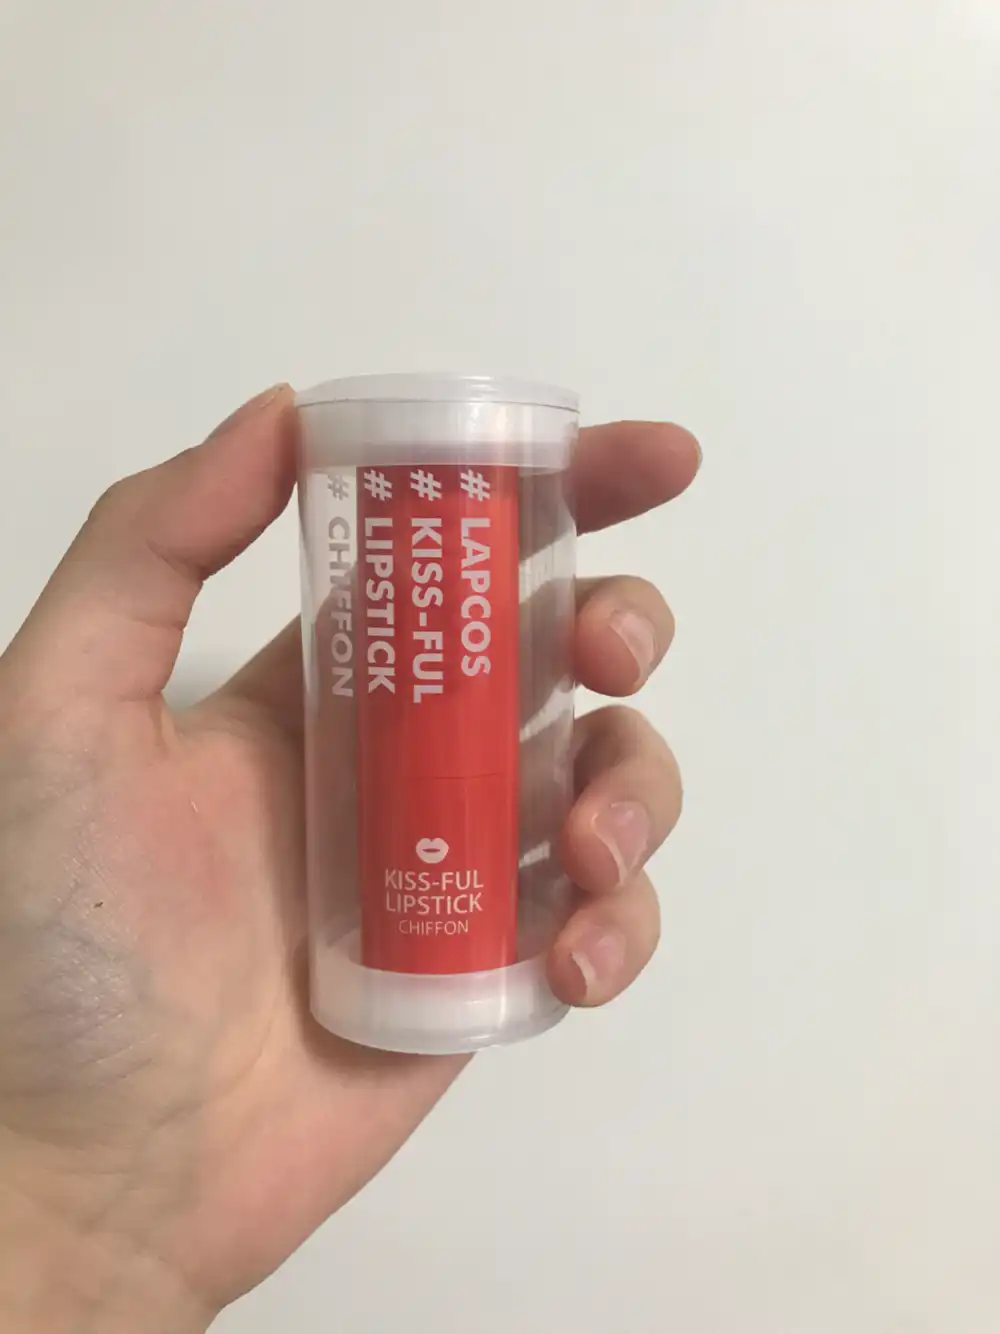 # LAPCOS
# KISS-FUL
# LIPSTICK
# CHIFFON
KISS-FUL
LIPSTICK
CHIFFON